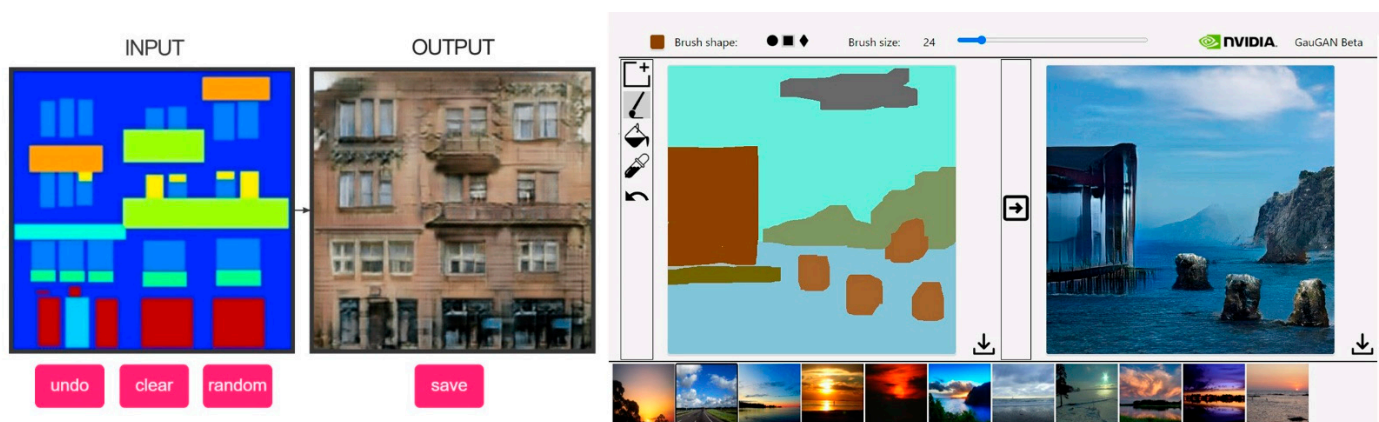 INPUT
OUTPUT
undo
clear
random
save
Brush shape:
Brush size:
24
NVIDIA.
GauGAN Beta